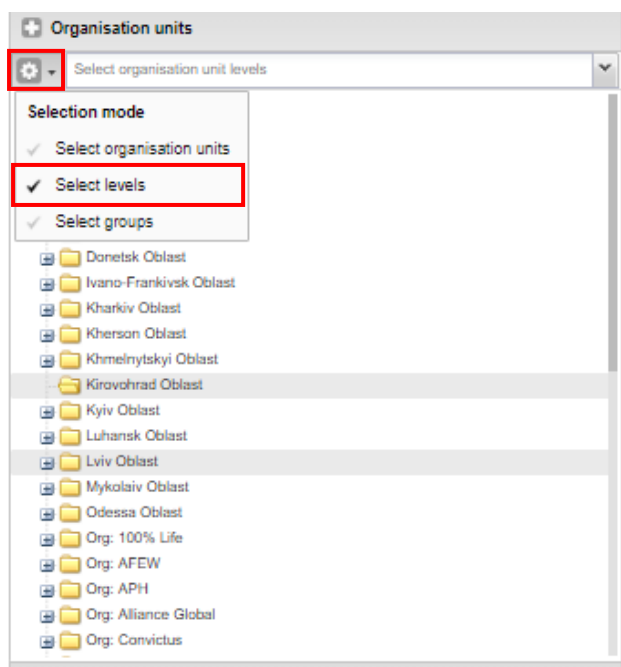 Organisation units
Select organisation unit levels
Selection mode
Select organisation units
Select levels
Select groups
Donetsk Oblast
Ivano-Frankivsk Oblast
Kharkiv Oblast
Kherson Oblast
Khmelnytskyi Oblast
Kirovohrad Oblast
Kyiv Oblast
Luhansk Oblast
Lviv Oblast
Mykolaiv Oblast
Odessa Oblast
Org: 100% Life
Org: AFEW
Org: APH
Org: Alliance Global
Org: Convictus